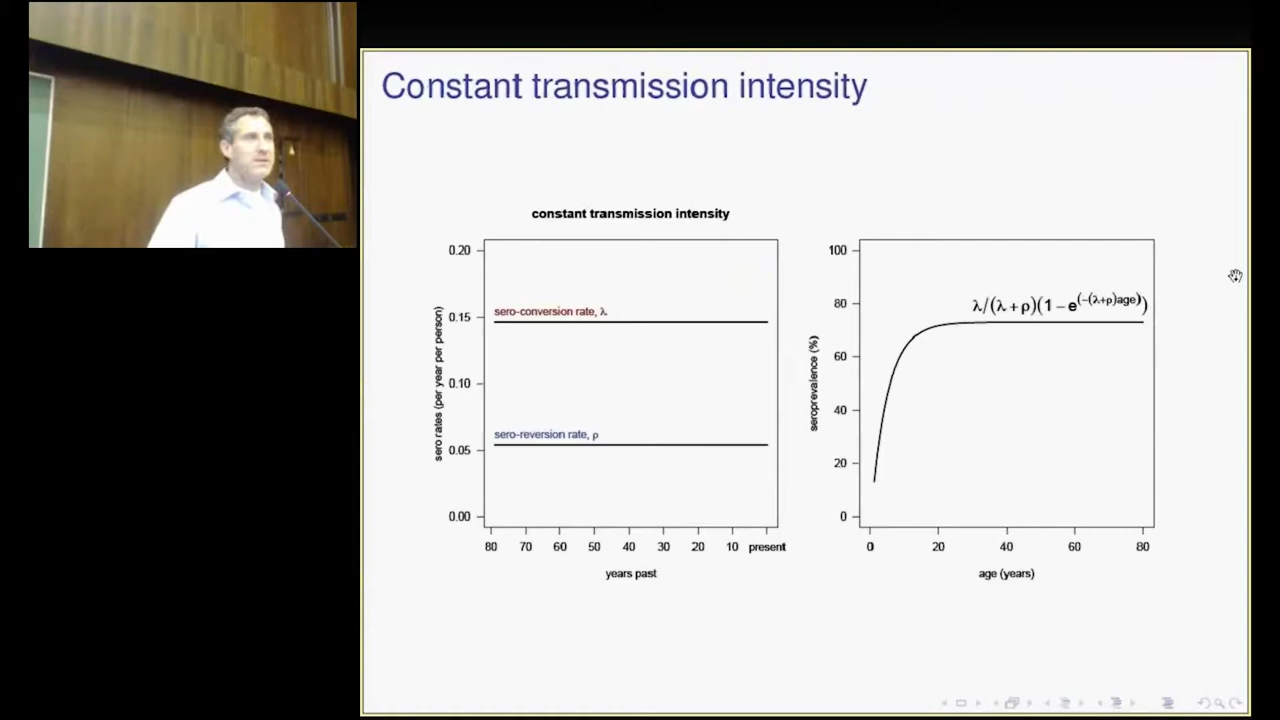 Constant transmission intensity
constant transmission intensity
0.20
0.15
0.10
0.05
0.00
sero rates (per year per person)
sero-conversion rate, λ
sero-reversion rate, ρ
80 70 60 50 40 30 20 10 present
years past
100
80
60
40
20
0
seroprevalence (%)
λ/(λ+ρ)(1−e^(−(λ+ρ)age))
0 20 40 60 80
age (years)